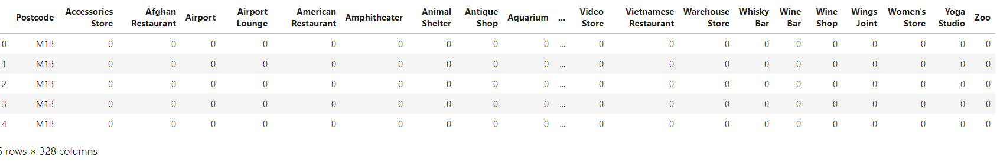 Postcode Accessories Store Afghan Restaurant Airport Airport Lounge American Restaurant Amphitheater Animal Shelter Antique Shop Aquarium ... Video Store Vietnamese Restaurant Warehouse Store Whisky Bar Wine Bar Wine Shop Wings Joint Women's Store Yoga Studio Zoo
0 M1B 0 0 0 0 0 0 0 0 0 ... 0 0 0 0 0 0 0 0 0 0
1 M1B 0 0 0 0 0 0 0 0 0 ... 0 0 0 0 0 0 0 0 0 0
2 M1B 0 0 0 0 0 0 0 0 0 ... 0 0 0 0 0 0 0 0 0 0
3 M1B 0 0 0 0 0 0 0 0 0 ... 0 0 0 0 0 0 0 0 0 0
4 M1B 0 0 0 0 0 0 0 0 0 ... 0 0 0 0 0 0 0 0 0 0
5 rows × 328 columns